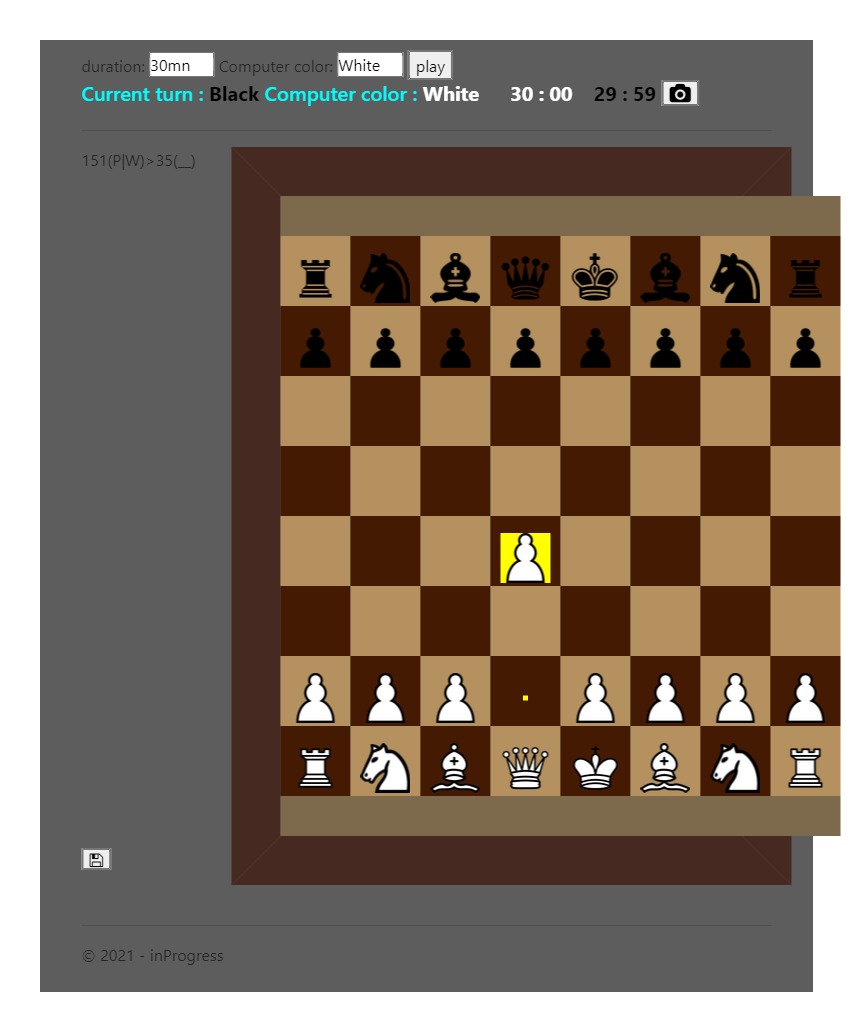 duration: 30mn Computer color: White play
Current turn : Black Computer color : White 30 : 00 29 : 59
151(P|W)>35(__)
© 2021 - inProgress